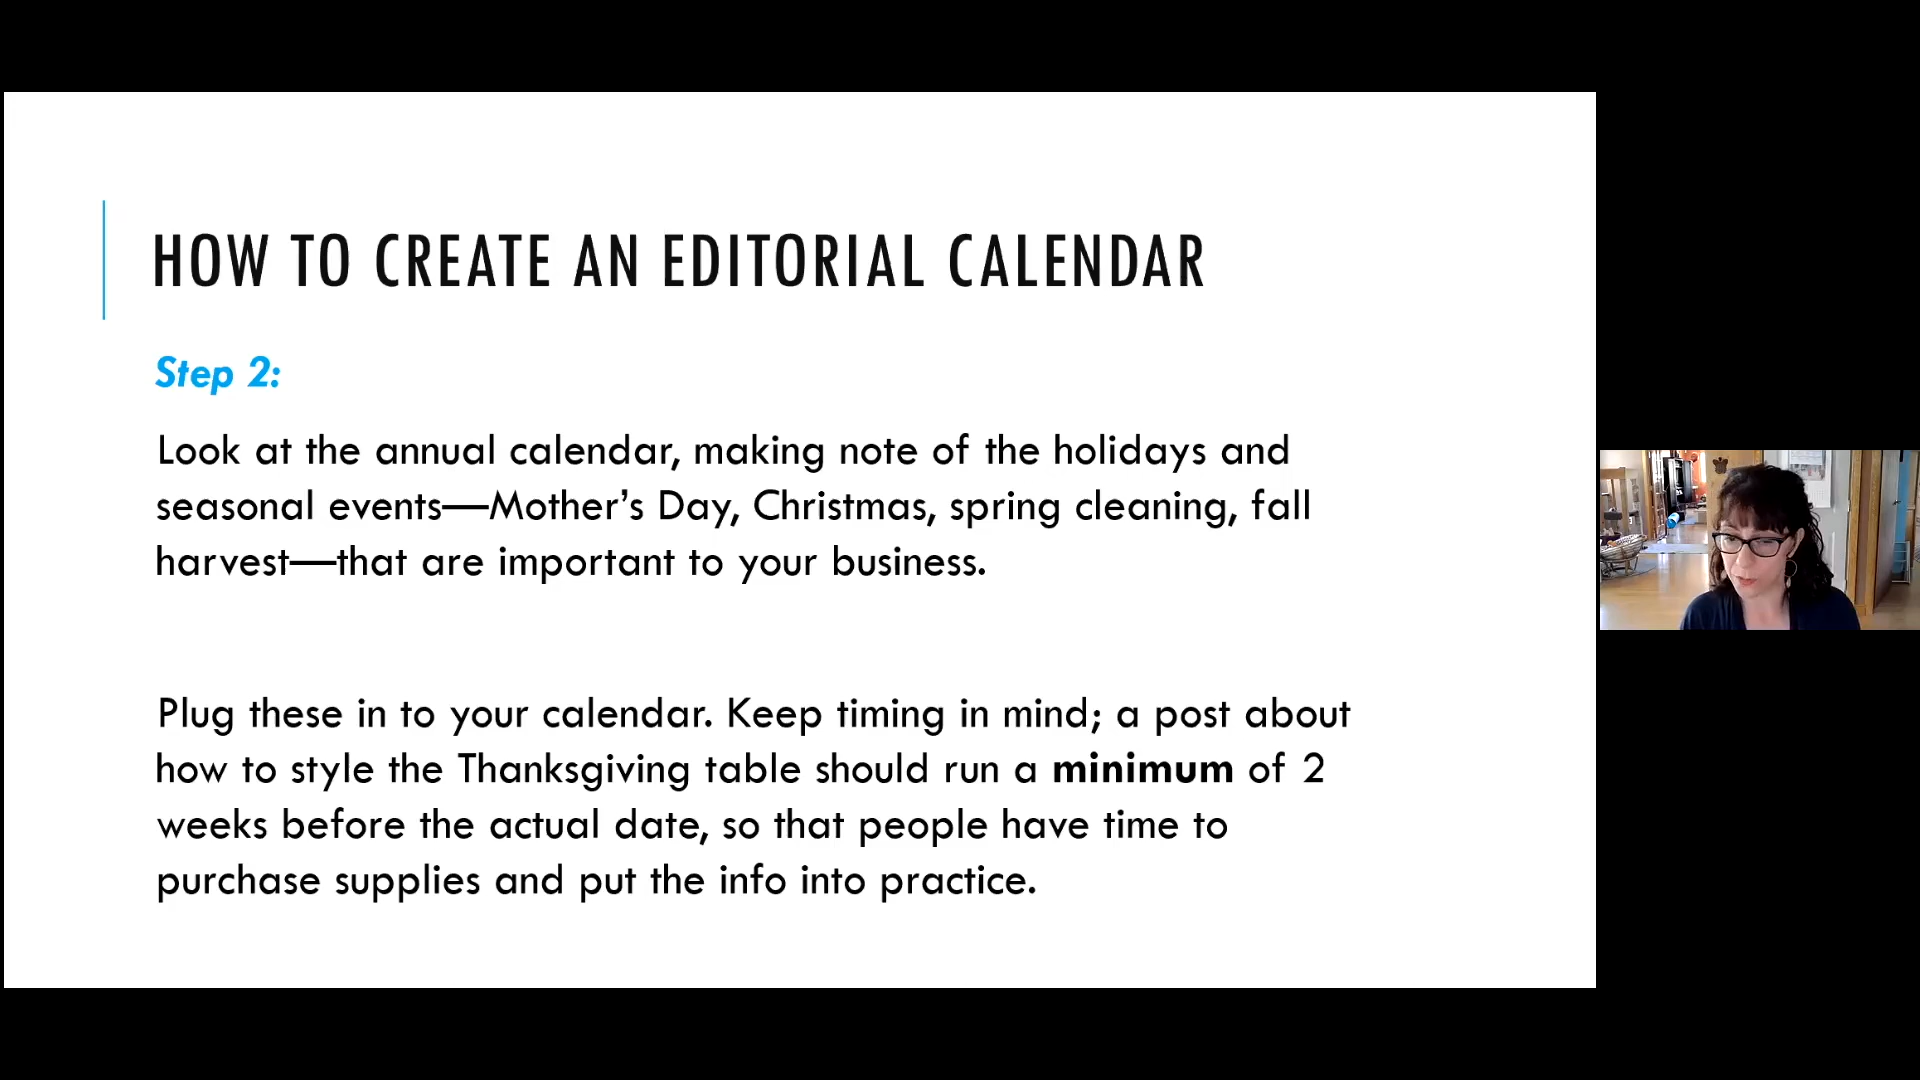 HOW TO CREATE AN EDITORIAL CALENDAR
Step 2:
Look at the annual calendar, making note of the holidays and
seasonal events—Mother’s Day, Christmas, spring cleaning, fall
harvest—that are important to your business.
Plug these in to your calendar. Keep timing in mind; a post about
how to style the Thanksgiving table should run a minimum of 2
weeks before the actual date, so that people have time to
purchase supplies and put the info into practice.